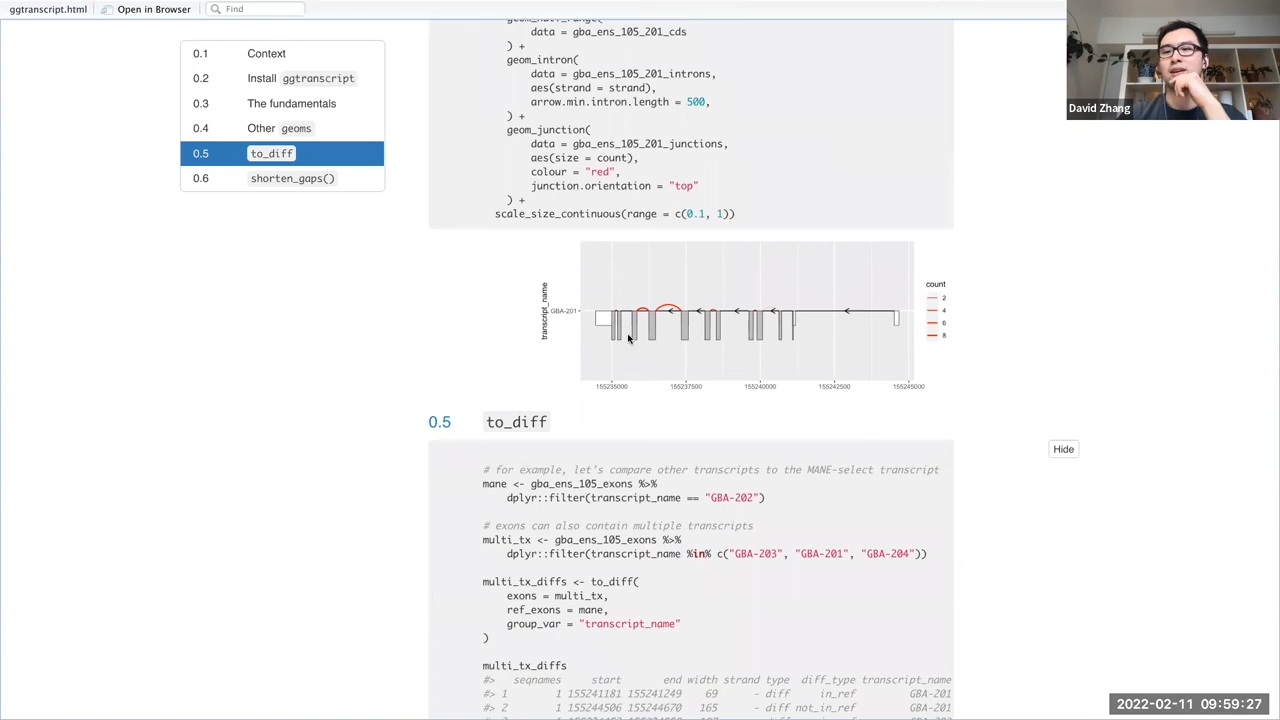 ggtranscript.html
Open in Browser
Find
0.1 Context
0.2 Install ggtranscript
0.3 The fundamentals
0.4 Other geoms
0.5 to_diff
0.6 shorten_gaps()
geom_half_range(
data = gba_ens_105_201_cds
) +
geom_intron(
data = gba_ens_105_201_introns,
aes(strand = strand),
arrow.min.intron.length = 500,
) +
geom_junction(
data = gba_ens_105_201_junctions,
aes(size = count),
colour = "red",
junction.orientation = "top"
) +
scale_size_continuous(range = c(0.1, 1))
David Zhang
transcript_name
GBA-201
155235000 155237500 155240000 155242500 155245000
count
2
4
6
8
0.5 to_diff
Hide
# for example, let's compare other transcripts to the MANE-select transcript
mane <- gba_ens_105_exons %>%
dplyr::filter(transcript_name == "GBA-202")
# exons can also contain multiple transcripts
multi_tx <- gba_ens_105_exons %>%
dplyr::filter(transcript_name %in% c("GBA-203", "GBA-201", "GBA-204"))
multi_tx_diffs <- to_diff(
exons = multi_tx,
ref_exons = mane,
group_var = "transcript_name"
)
multi_tx_diffs
#> seqnames start end width strand type diff_type transcript_name
#> 1 1 155241181 155241249 69 - diff in_ref GBA-201
#> 2 1 155244506 155244670 165 - diff not_in_ref GBA-201
2022-02-11 09:59:27